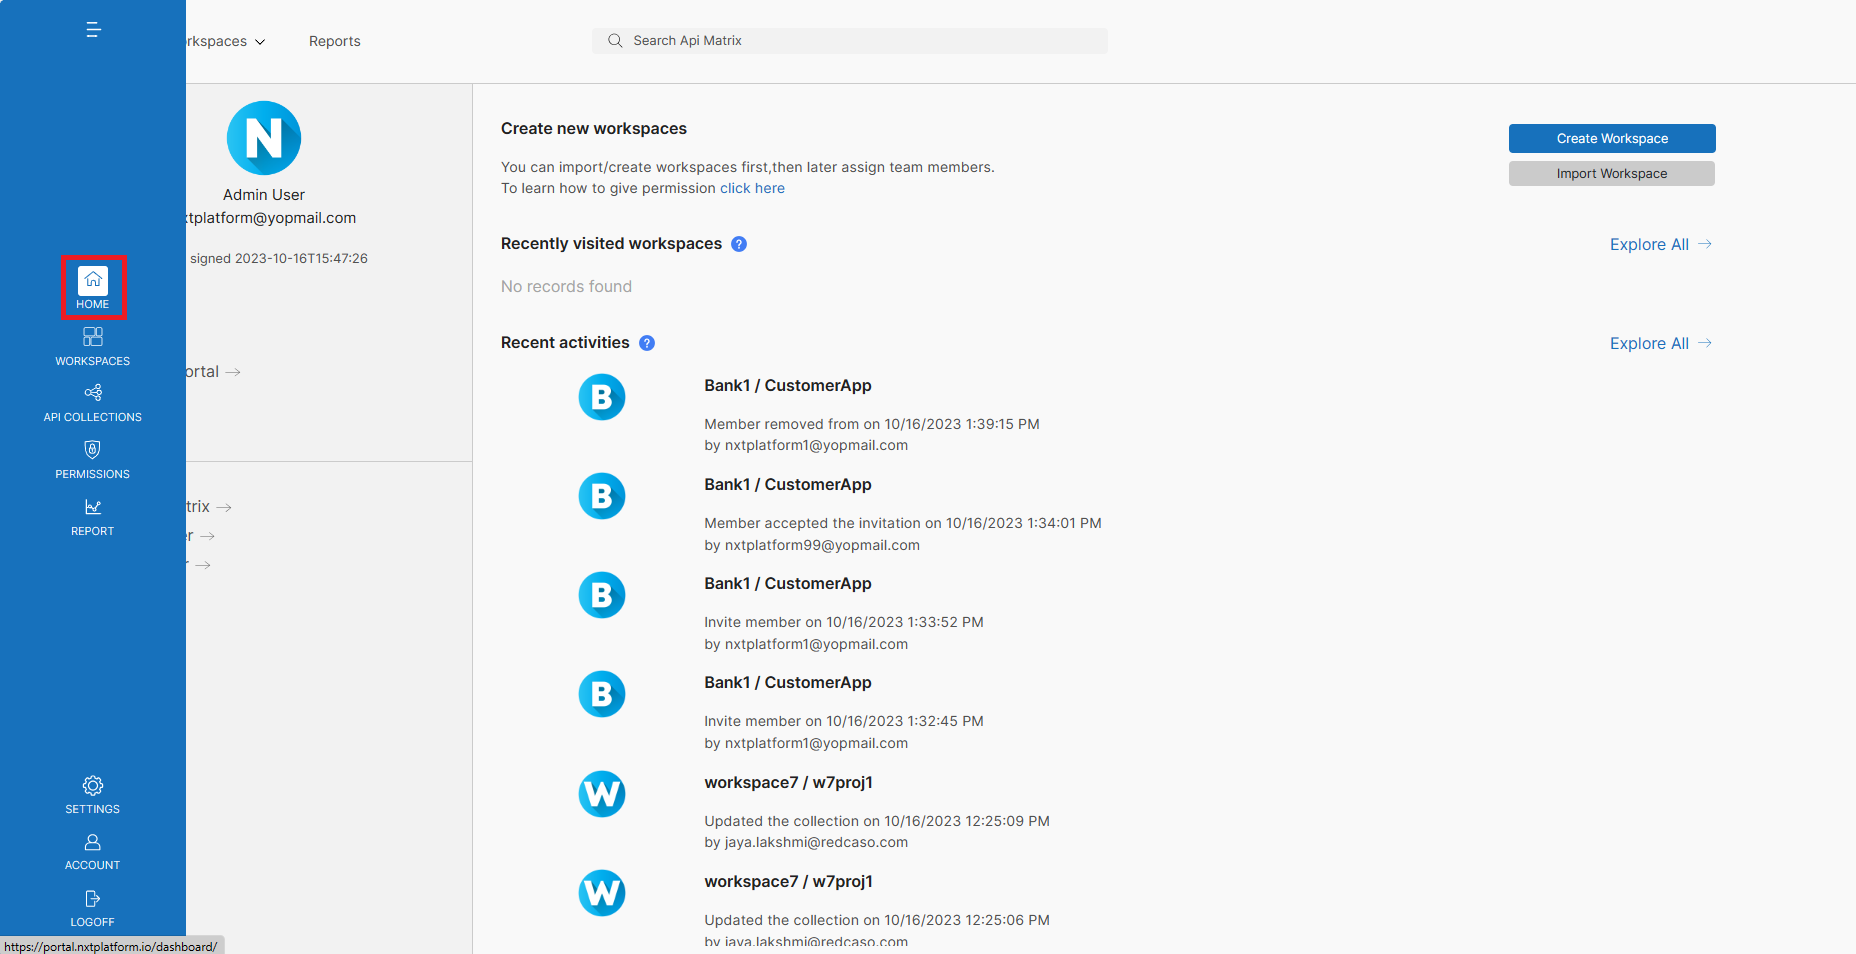 rkspaces
Reports
Search Api Matrix
HOME
WORKSPACES
API COLLECTIONS
PERMISSIONS
REPORT
SETTINGS
ACCOUNT
LOGOFF
https://portal.nxtplatform.io/dashboard/
N
Admin User
xtplatform@yopmail.com
signed 2023-10-16T15:47:26
ortal
trix
er
r
Create new workspaces
You can import/create workspaces first,then later assign team members.
To learn how to give permission click here
Create Workspace
Import Workspace
Recently visited workspaces ?
Explore All
No records found
Recent activities ?
Explore All
B
Bank1 / CustomerApp
Member removed from on 10/16/2023 1:39:15 PM
by nxtplatform1@yopmail.com
B
Bank1 / CustomerApp
Member accepted the invitation on 10/16/2023 1:34:01 PM
by nxtplatform99@yopmail.com
B
Bank1 / CustomerApp
Invite member on 10/16/2023 1:33:52 PM
by nxtplatform1@yopmail.com
B
Bank1 / CustomerApp
Invite member on 10/16/2023 1:32:45 PM
by nxtplatform1@yopmail.com
W
workspace7 / w7proj1
Updated the collection on 10/16/2023 12:25:09 PM
by jaya.lakshmi@redcaso.com
W
workspace7 / w7proj1
Updated the collection on 10/16/2023 12:25:06 PM
by jaya.lakshmi@redcaso.com